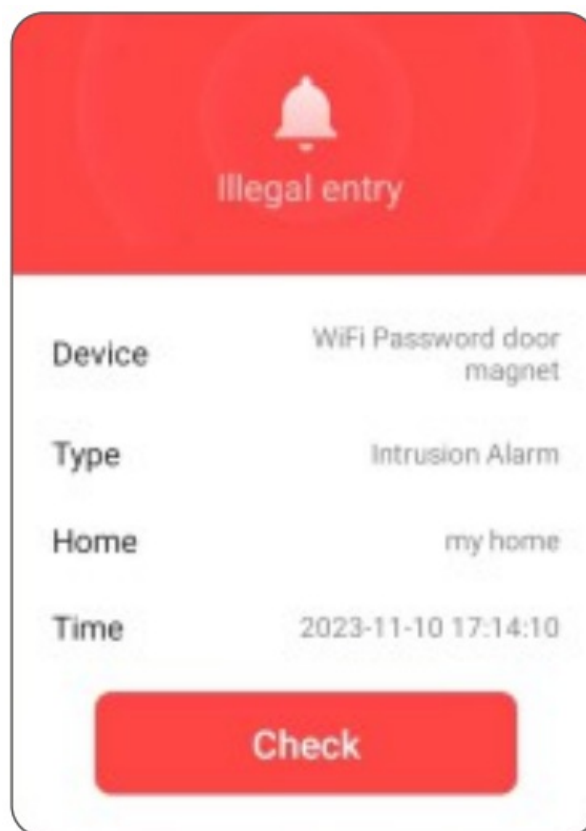 Illegal entry
Device
WiFi Password door
magnet
Type
Intrusion Alarm
Home
my home
Time
2023-11-10 17:14:10
Check